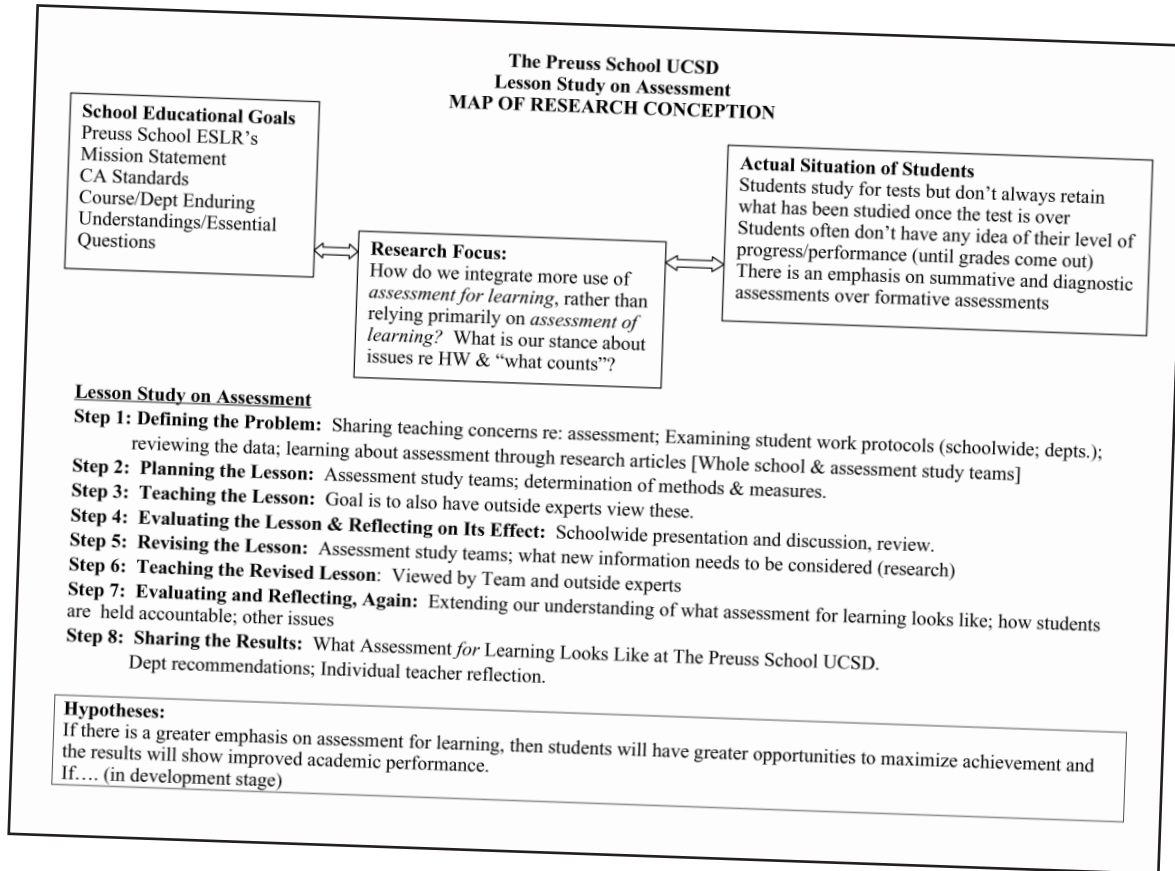 The Preuss School UCSD
Lesson Study on Assessment
MAP OF RESEARCH CONCEPTION
School Educational Goals
Preuss School ESLR's
Mission Statement
CA Standards
Course/Dept Enduring
Understandings/Essential
Questions
Research Focus:
How do we integrate more use of
assessment for learning, rather than
relying primarily on assessment of
learning? What is our stance about
issues re HW & “what counts”?
Actual Situation of Students
Students study for tests but don't always retain
what has been studied once the test is over
Students often don't have any idea of their level of
progress/performance (until grades come out)
There is an emphasis on summative and diagnostic
assessments over formative assessments
Lesson Study on Assessment
Step 1: Defining the Problem: Sharing teaching concerns re: assessment; Examining student work protocols (schoolwide; depts.);
reviewing the data; learning about assessment through research articles [Whole school & assessment study teams]
Step 2: Planning the Lesson: Assessment study teams; determination of methods & measures.
Step 3: Teaching the Lesson: Goal is to also have outside experts view these.
Step 4: Evaluating the Lesson & Reflecting on Its Effect: Schoolwide presentation and discussion, review.
Step 5: Revising the Lesson: Assessment study teams; what new information needs to be considered (research)
Step 6: Teaching the Revised Lesson: Viewed by Team and outside experts
Step 7: Evaluating and Reflecting, Again: Extending our understanding of what assessment for learning looks like; how students
are held accountable; other issues
Step 8: Sharing the Results: What Assessment for Learning Looks Like at The Preuss School UCSD.
Dept recommendations; Individual teacher reflection.
Hypotheses:
If there is a greater emphasis on assessment for learning, then students will have greater opportunities to maximize achievement and
the results will show improved academic performance.
If…. (in development stage)